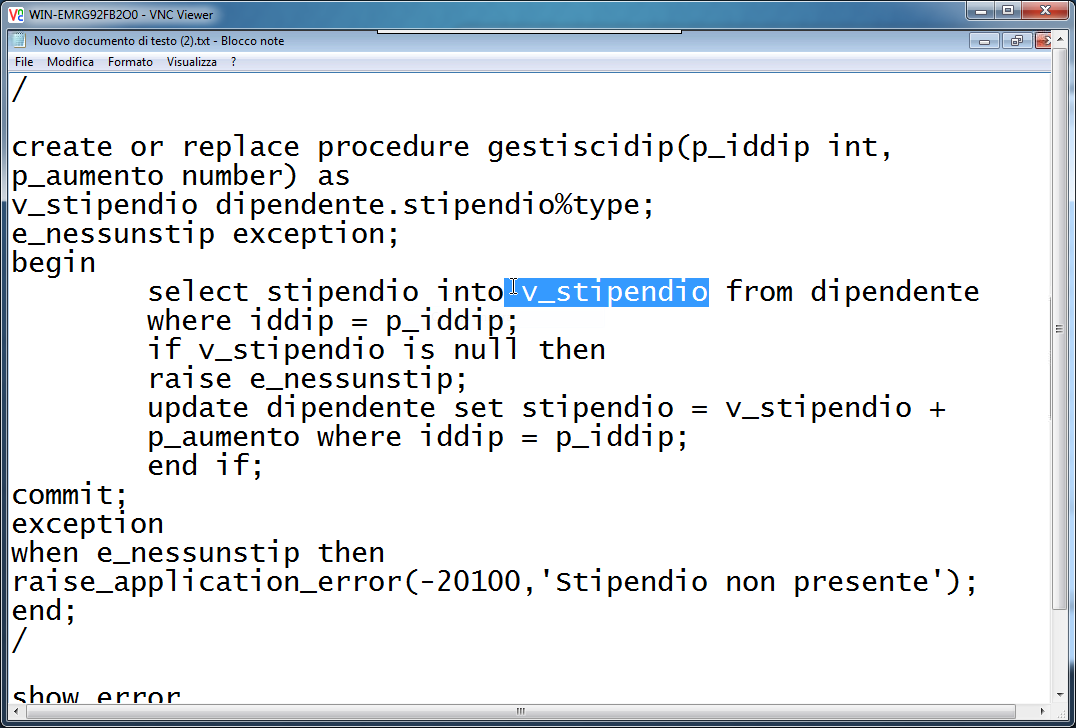 WIN-EMRG92FB2O0 - VNC Viewer
Nuovo documento di testo (2).txt - Blocco note
File Modifica Formato Visualizza ?
/
create or replace procedure gestiscidip(p_iddip int,
p_aumento number) as
v_stipendio dipendente.stipendio%type;
e_nessunstip exception;
begin
select stipendio into v_stipendio from dipendente
where iddip = p_iddip;
if v_stipendio is null then
raise e_nessunstip;
update dipendente set stipendio = v_stipendio +
p_aumento where iddip = p_iddip;
end if;
commit;
exception
when e_nessunstip then
raise_application_error(-20100,'Stipendio non presente');
end;
/
show error